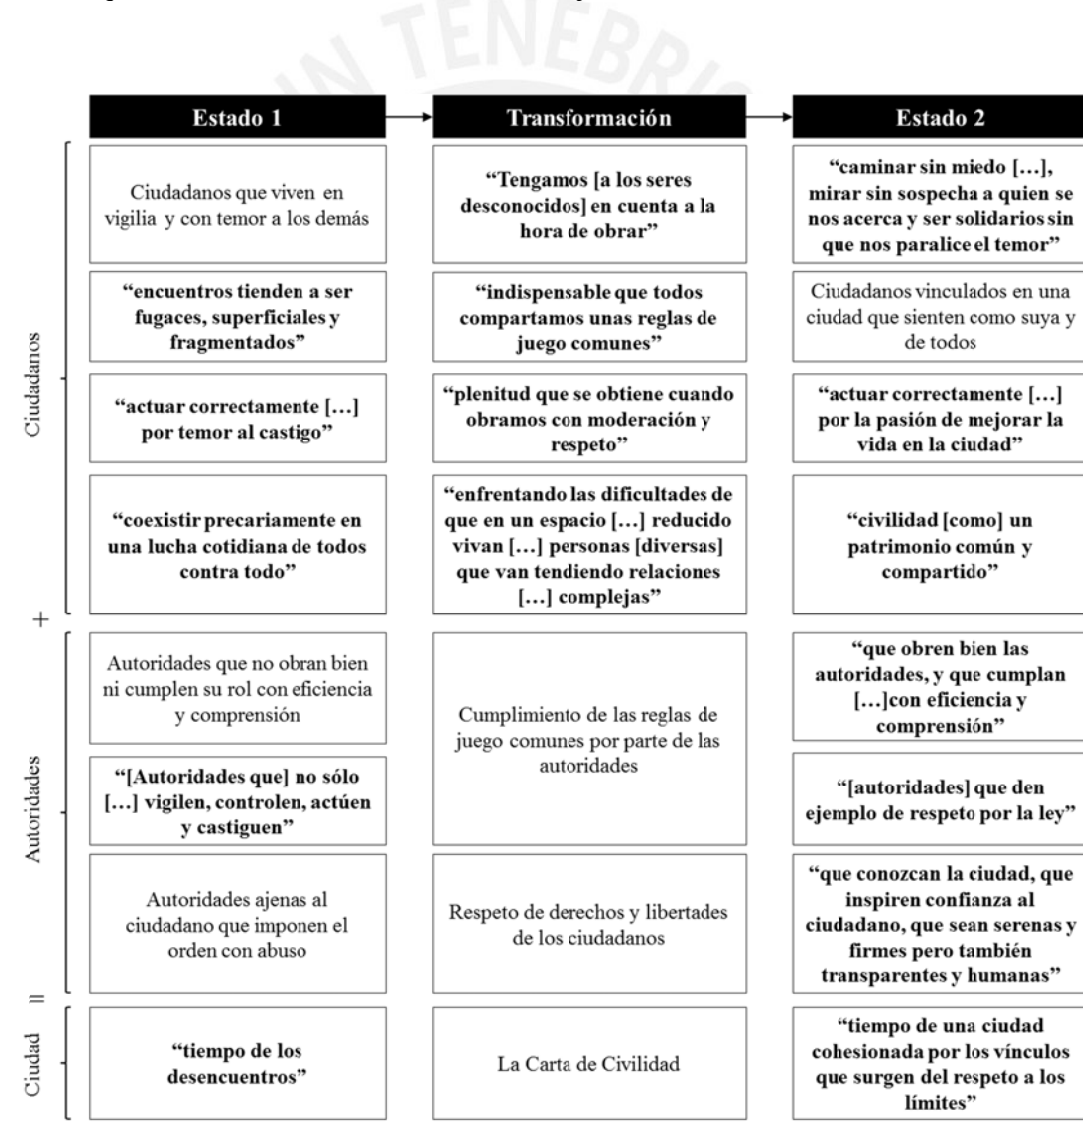 IN TENEBRIS
Estado 1
Transformación
Estado 2
Ciudadanos
Ciudadanos que viven en
vigilia y con temor a los demás
“Tengamos [a los seres
desconocidos] en cuenta a la
hora de obrar”
“caminar sin miedo […],
mirar sin sospecha a quien se
nos acerca y ser solidarios sin
que nos paralice el temor”
“encuentros tienden a ser
fugaces, superficiales y
fragmentados”
“indispensable que todos
compartamos unas reglas de
juego comunes”
Ciudadanos vinculados en una
ciudad que sienten como suya y
de todos
“actuar correctamente […]
por temor al castigo”
“plenitud que se obtiene cuando
obramos con moderación y
respeto”
“actuar correctamente […]
por la pasión de mejorar la
vida en la ciudad”
“coexistir precariamente en
una lucha cotidiana de todos
contra todo”
“enfrentando las dificultades de
que en un espacio […] reducido
vivan […] personas [diversas]
que van tendiendo relaciones
[…] complejas”
“civilidad [como] un
patrimonio común y
compartido”
+
Autoridades
Autoridades que no obran bien
ni cumplen su rol con eficiencia
y comprensión
Cumplimiento de las reglas de
juego comunes por parte de las
autoridades
“que obren bien las
autoridades, y que cumplan
[…]con eficiencia y
comprensión”
“[Autoridades que] no sólo
[…] vigilen, controlen, actúen
y castiguen”
“[autoridades] que den
ejemplo de respeto por la ley”
Autoridades ajenas al
ciudadano que imponen el
orden con abuso
Respeto de derechos y libertades
de los ciudadanos
“que conozcan la ciudad, que
inspiren confianza al
ciudadano, que sean serenas y
firmes pero también
transparentes y humanas”
=
Ciudad
“tiempo de los
desencuentros”
La Carta de Civilidad
“tiempo de una ciudad
cohesionada por los vínculos
que surgen del respeto a los
límites”